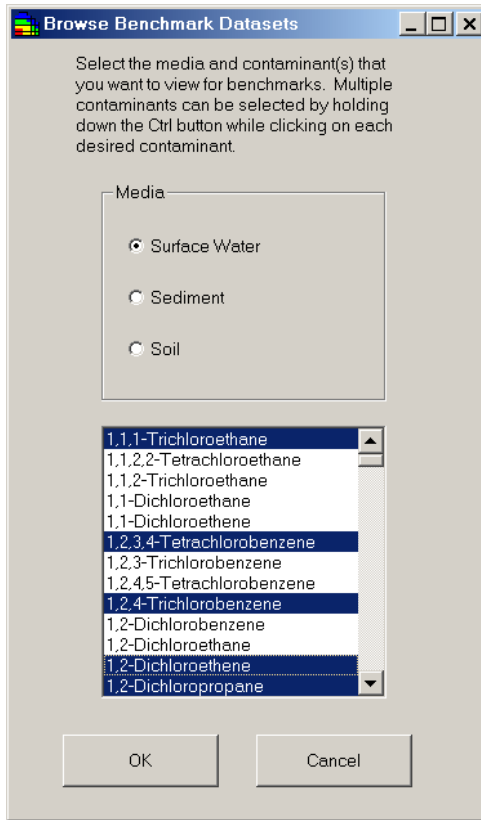 Browse Benchmark Datasets
Select the media and contaminant(s) that
you want to view for benchmarks. Multiple
contaminants can be selected by holding
down the Ctrl button while clicking on each
desired contaminant.
Media
Surface Water
Sediment
Soil
1,1,1-Trichloroethane
1,1,2,2-Tetrachloroethane
1,1,2-Trichloroethane
1,1-Dichloroethane
1,1-Dichloroethene
1,2,3,4-Tetrachlorobenzene
1,2,3-Trichlorobenzene
1,2,4,5-Tetrachlorobenzene
1,2,4-Trichlorobenzene
1,2-Dichlorobenzene
1,2-Dichloroethane
1,2-Dichloroethene
1,2-Dichloropropane
OK Cancel